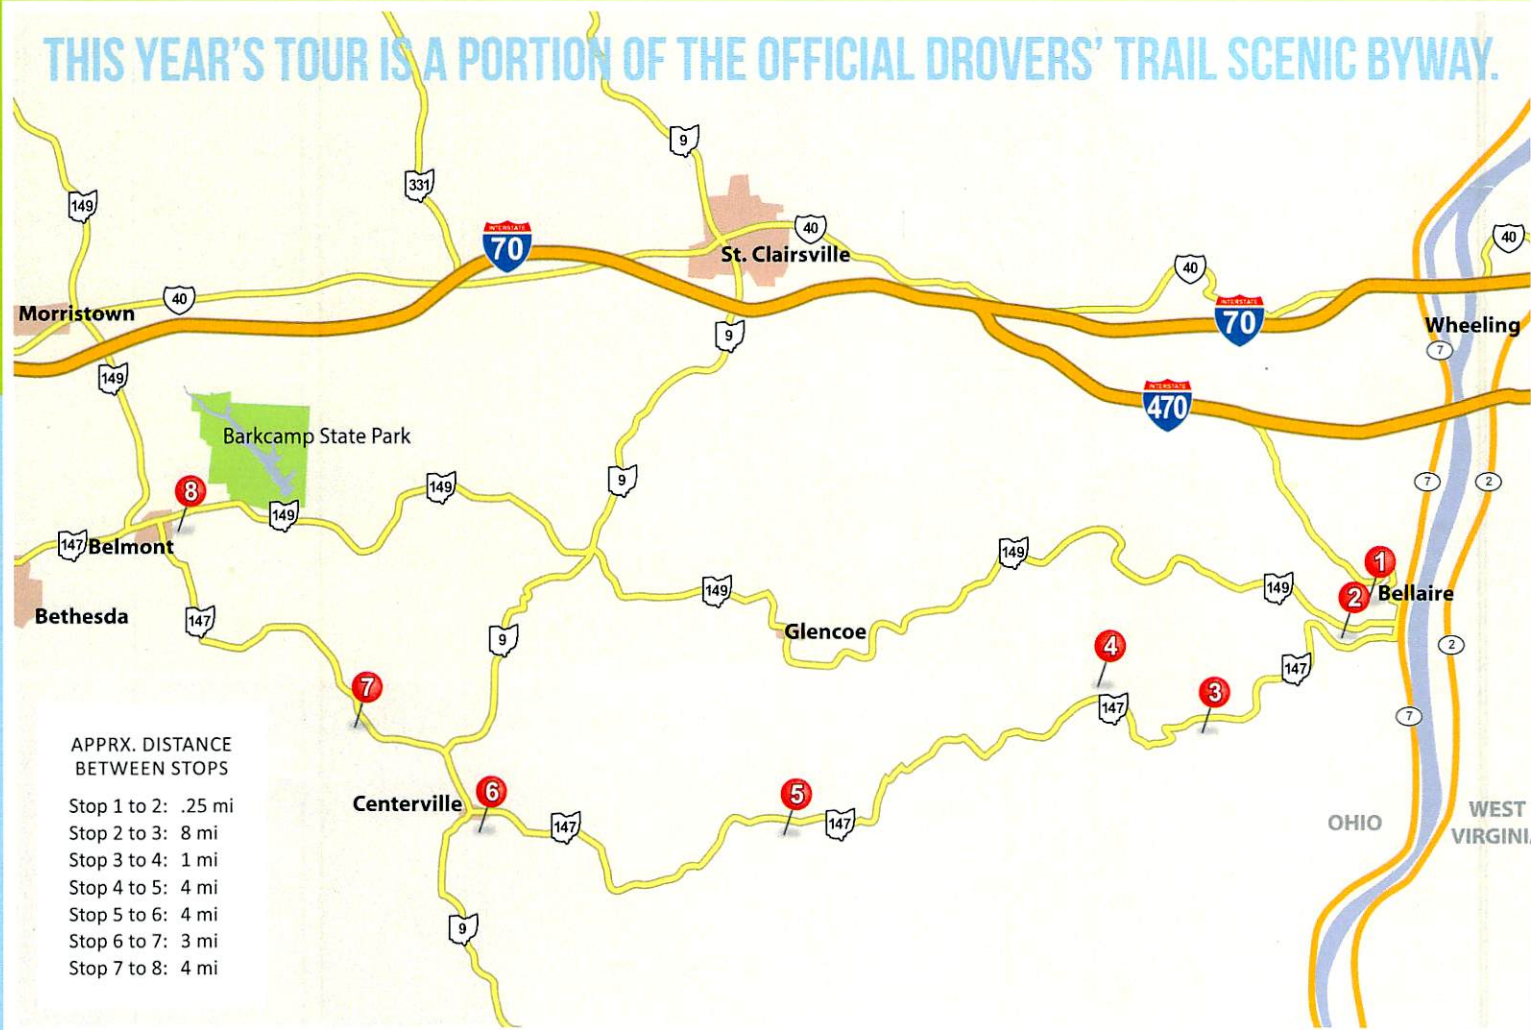 THIS YEAR'S TOUR IS A PORTION OF THE OFFICIAL DROVERS' TRAIL SCENIC BYWAY.
9
331
149
INTERSTATE
70
40
St. Clairsville
40
40
40
Morristown
INTERSTATE
70
Wheeling
9
7
149
INTERSTATE
470
Barkcamp State Park
9
149
7
2
8
149
147
Belmont
149
1
149
149
2
Bellaire
Bethesda
147
Glencoe
9
4
2
147
3
7
147
7
APPRX. DISTANCE
BETWEEN STOPS
Stop 1 to 2: .25 mi
Stop 2 to 3: 8 mi
Stop 3 to 4: 1 mi
Stop 4 to 5: 4 mi
Stop 5 to 6: 4 mi
Stop 6 to 7: 3 mi
Stop 7 to 8: 4 mi
Centerville
6
5
147
147
OHIO
WEST
VIRGINI
9